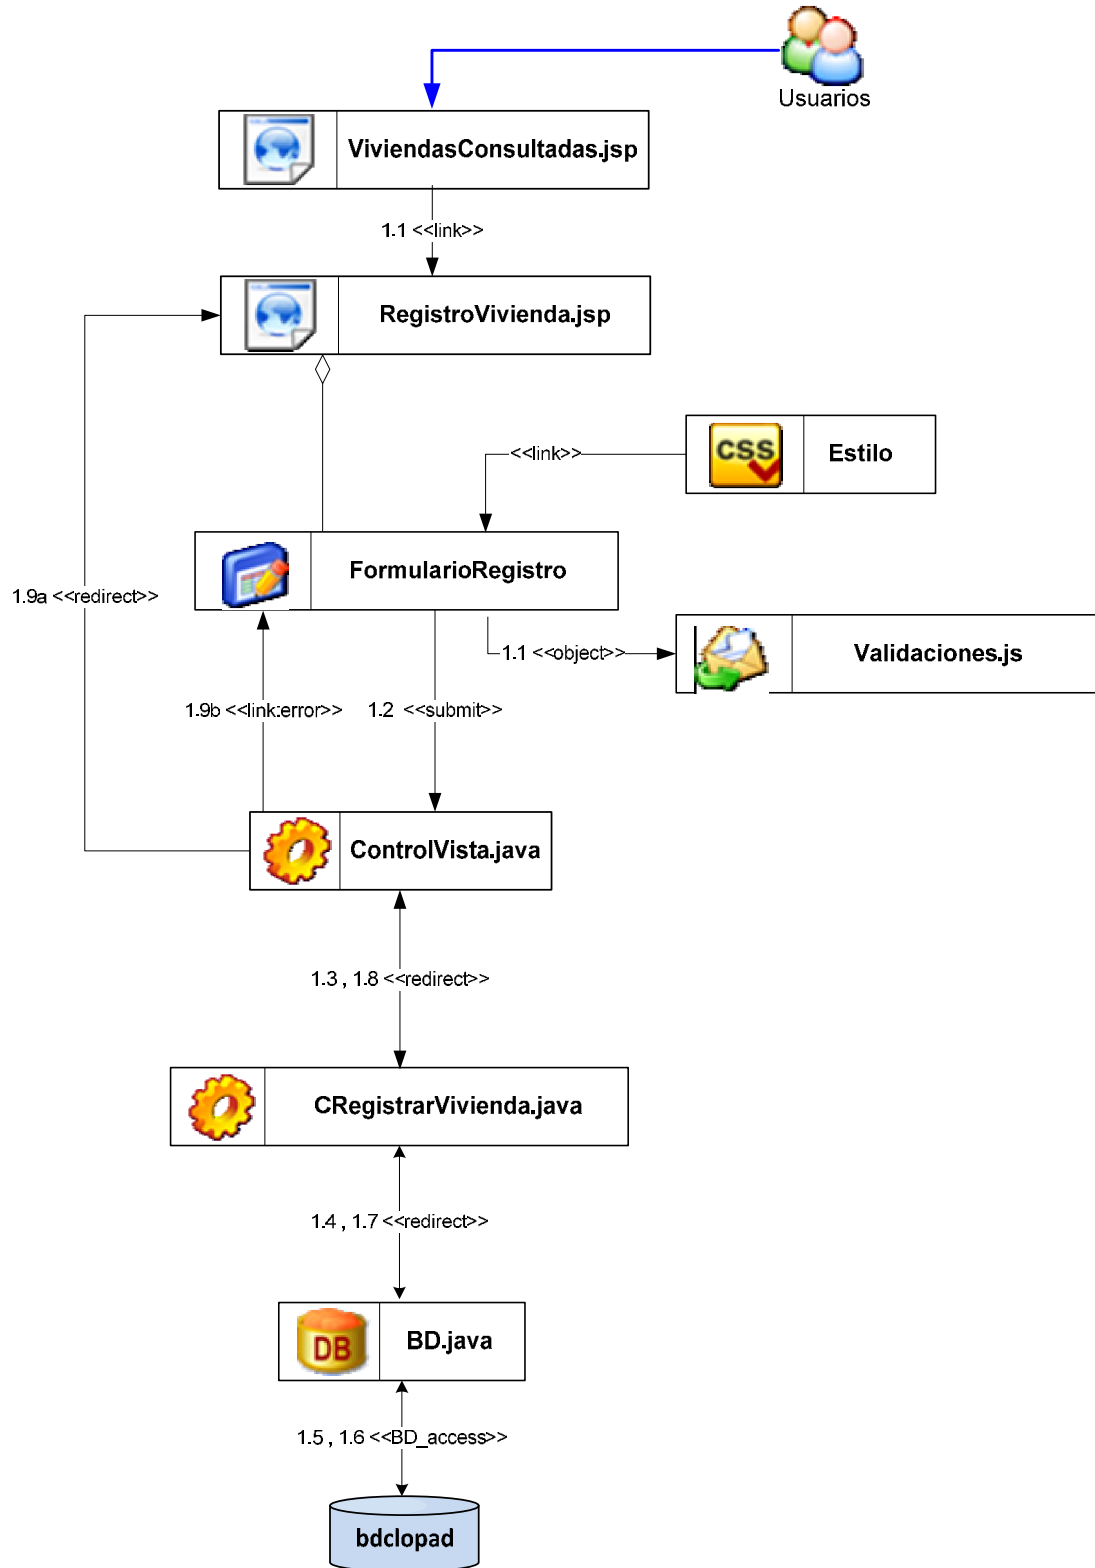 Usuarios
ViviendasConsultadas.jsp
1.1 <<link>>
RegistroVivienda.jsp
CSS
Estilo
<<link>>
FormularioRegistro
1.9a <<redirect>>
1.1 <<object>>
Validaciones.js
1.9b <<link:error>>
1.2 <<submit>>
ControlVista.java
1.3 , 1.8 <<redirect>>
CRegistrarVivienda.java
1.4 , 1.7 <<redirect>>
DB
BD.java
1.5 , 1.6 <<BD_access>>
bdclopad